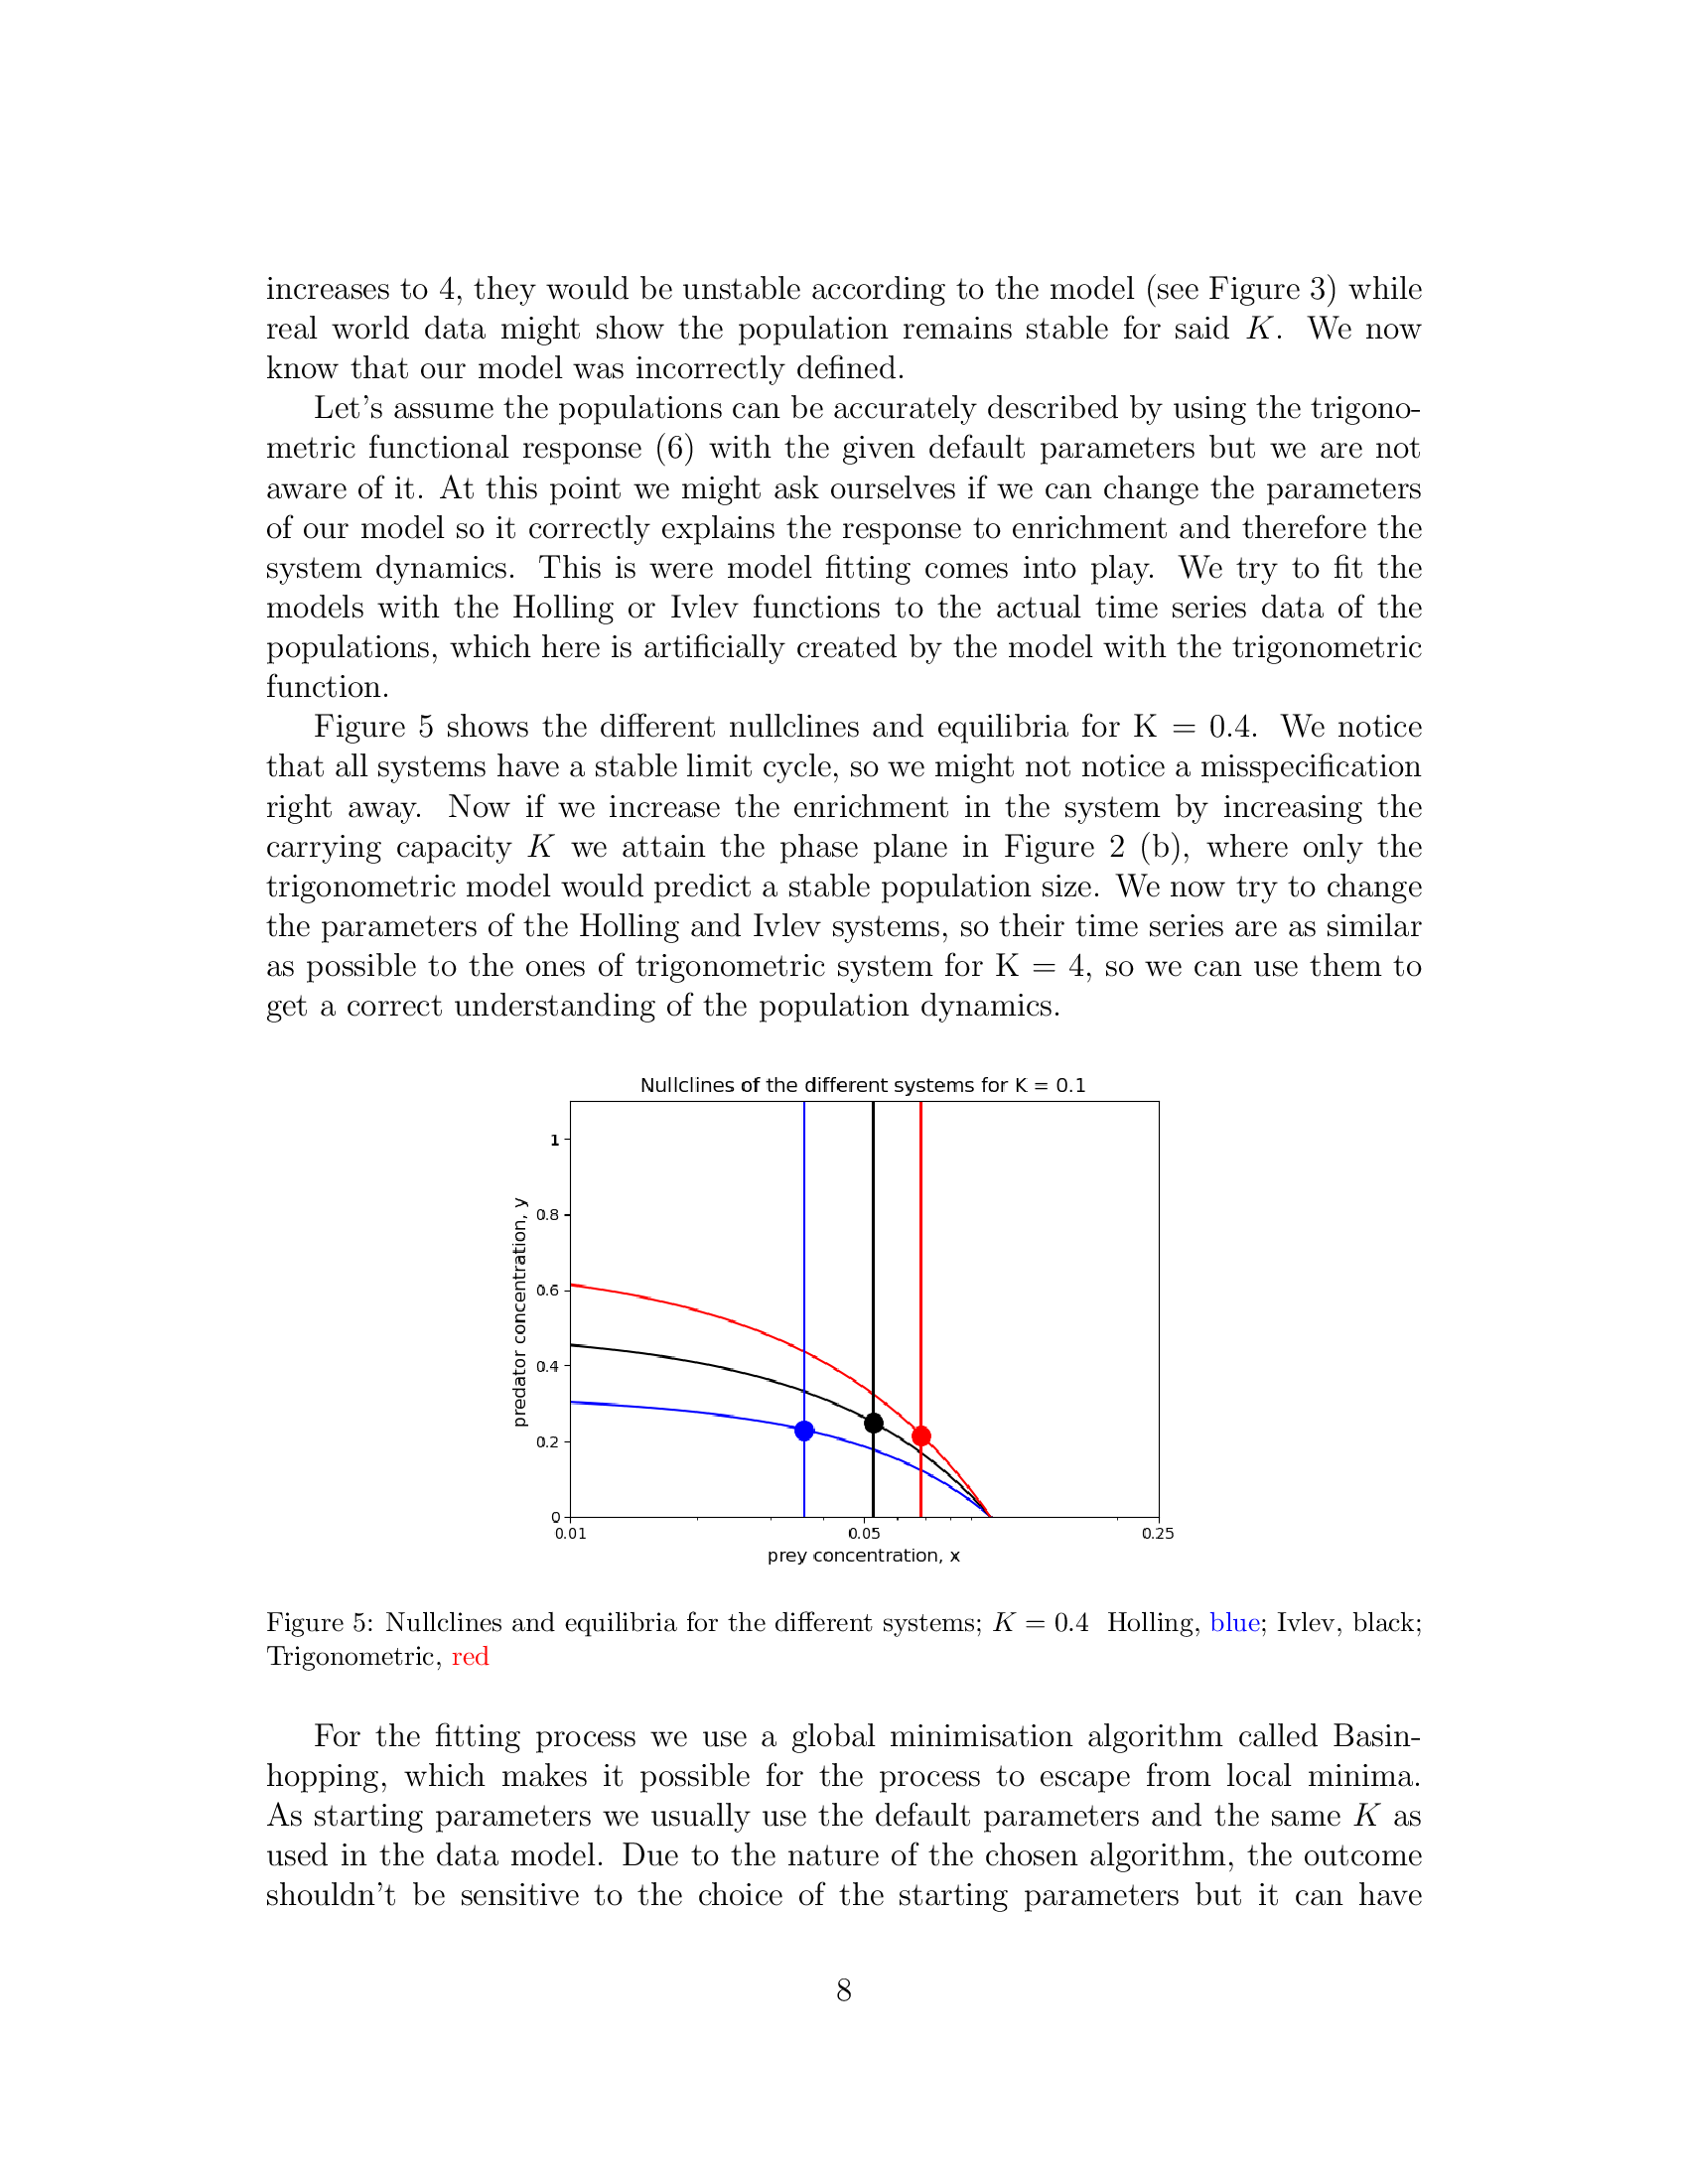 increases to 4, they would be unstable according to the model (see Figure 3) while
real world data might show the population remains stable for said K. We now
know that our model was incorrectly defined.
Let's assume the populations can be accurately described by using the trigono-
metric functional response (6) with the given default parameters but we are not
aware of it. At this point we might ask ourselves if we can change the parameters
of our model so it correctly explains the response to enrichment and therefore the
system dynamics. This is were model fitting comes into play. We try to fit the
models with the Holling or Ivlev functions to the actual time series data of the
populations, which here is artificially created by the model with the trigonometric
function.
Figure 5 shows the different nullclines and equilibria for K = 0.4. We notice
that all systems have a stable limit cycle, so we might not notice a misspecification
right away. Now if we increase the enrichment in the system by increasing the
carrying capacity K we attain the phase plane in Figure 2 (b), where only the
trigonometric model would predict a stable population size. We now try to change
the parameters of the Holling and Ivlev systems, so their time series are as similar
as possible to the ones of trigonometric system for K = 4, so we can use them to
get a correct understanding of the population dynamics.
Nullclines of the different systems for K = 0.1
predator concentration, y
1
0.8
0.6
0.4
0.2
0
0.01
0.05
0.25
prey concentration, x
Figure 5: Nullclines and equilibria for the different systems; K = 0.4 Holling, blue; Ivlev, black;
Trigonometric, red
For the fitting process we use a global minimisation algorithm called Basin-
hopping, which makes it possible for the process to escape from local minima.
As starting parameters we usually use the default parameters and the same K as
used in the data model. Due to the nature of the chosen algorithm, the outcome
shouldn't be sensitive to the choice of the starting parameters but it can have
8